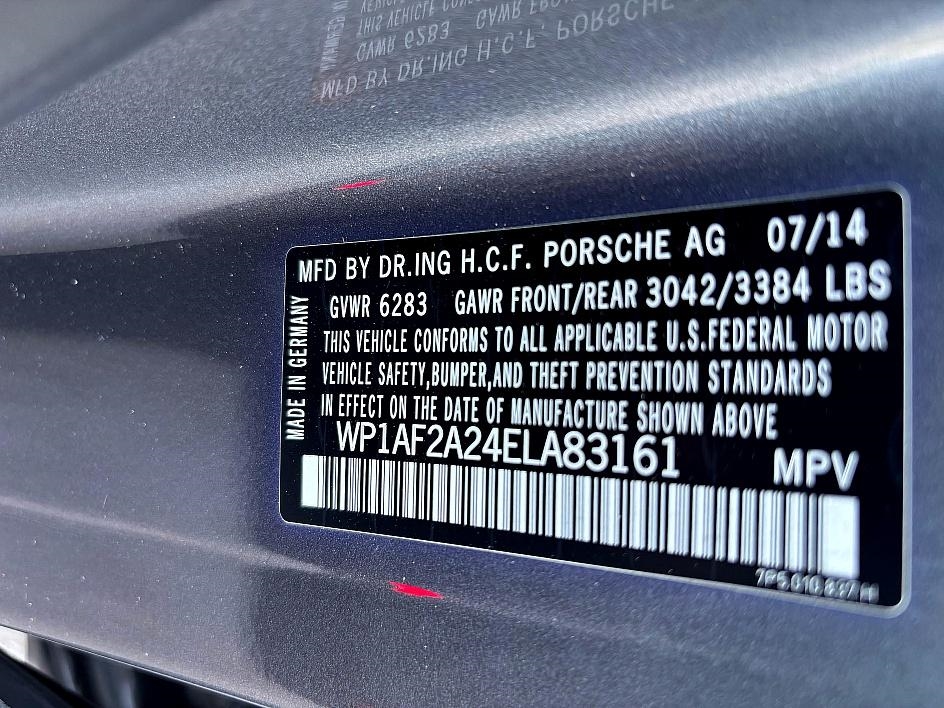 MFD BY DR.ING H.C.F. PORSCHE AG 07/14
GVWR 6283 GAWR FRONT/REAR 3042/3384 LBS
THIS VEHICLE CONFORMS TO ALL APPLICABLE U.S.FEDERAL MOTOR
VEHICLE SAFETY,BUMPER,AND THEFT PREVENTION STANDARDS
IN EFFECT ON THE DATE OF MANUFACTURE SHOWN ABOVE
WP1AF2A24ELA83161
MPV
MADE IN GERMANY